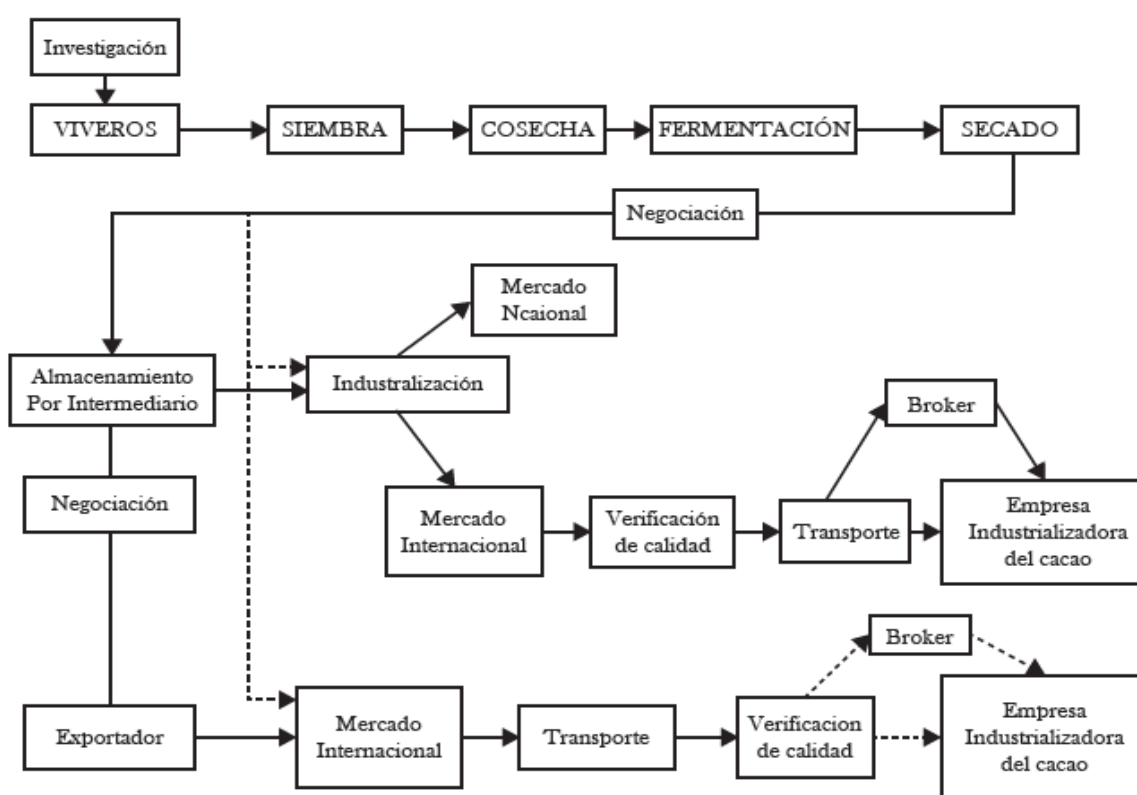 Investigación
VIVEROS
SIEMBRA
COSECHA
FERMENTACIÓN
SECADO
Negociación
Mercado
Ncaional
Almacenamiento
Por Intermediario
Industralización
Broker
Negociación
Mercado
Internacional
Verificación
de calidad
Transporte
Empresa
Industrializadora
del cacao
Broker
Exportador
Mercado
Internacional
Transporte
Verificacion
de calidad
Empresa
Industrializadora
del cacao